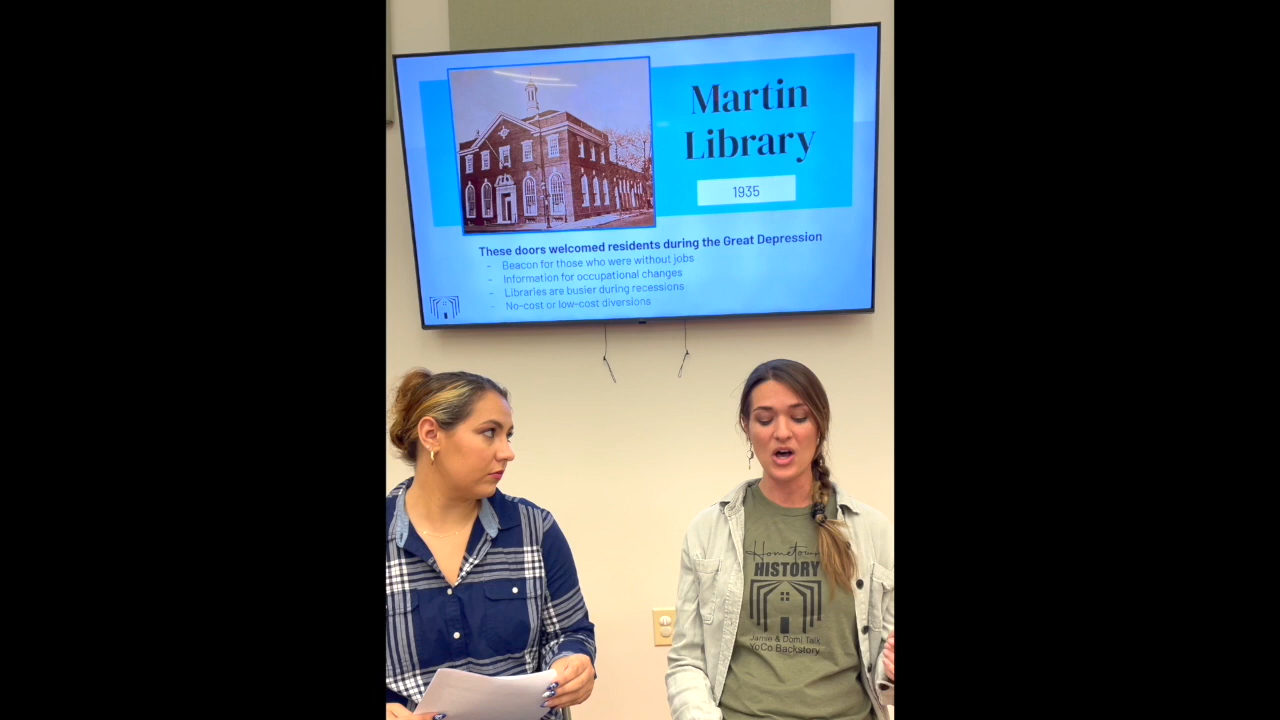 Martin
Library
1935
These doors welcomed residents during the Great Depression
- Beacon for those who were without jobs
- Information for occupational changes
- Libraries are busier during recessions
- No-cost or low-cost diversions
Hometown
HISTORY
Jamie & Domi Talk
YoCo Backstory